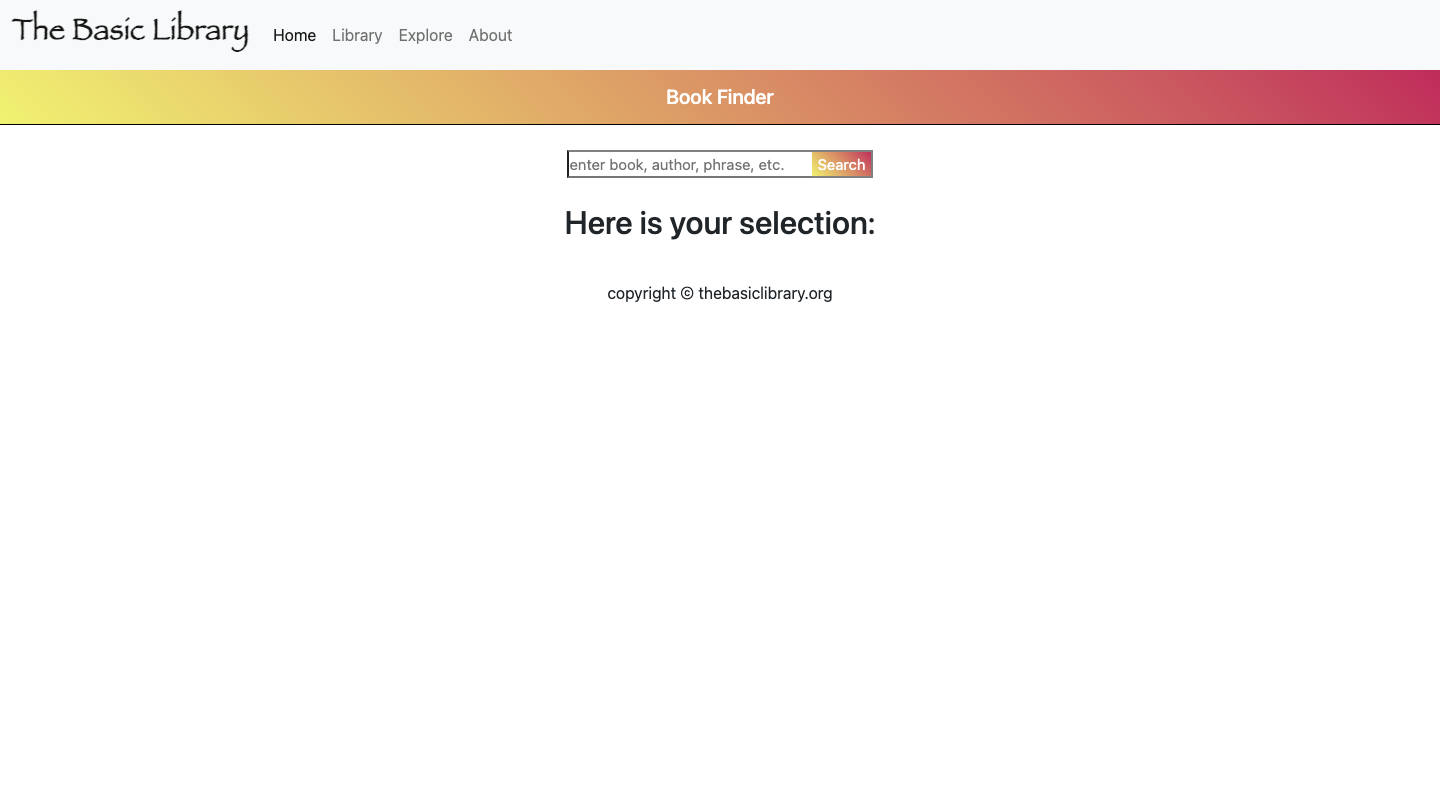 The Basic Library Home Library Explore About
Book Finder
enter book, author, phrase, etc. Search
Here is your selection:
copyright © thebasiclibrary.org